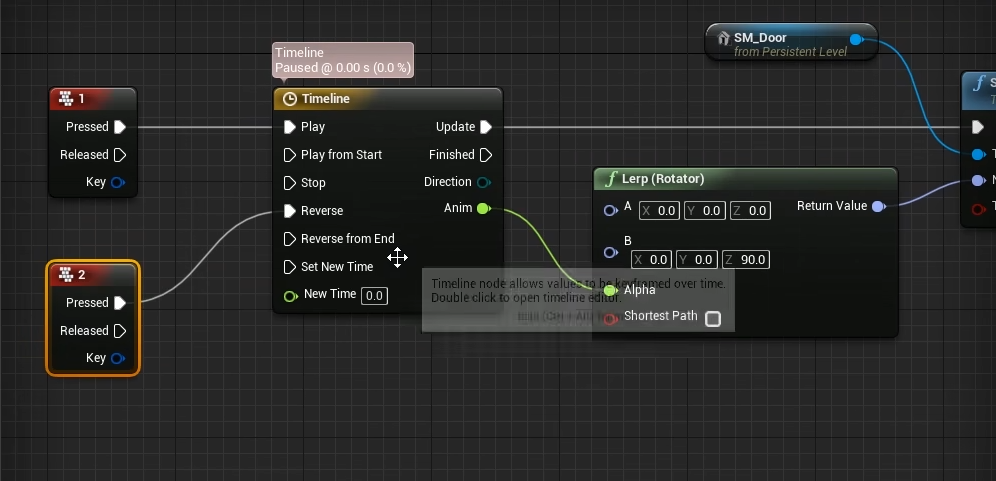 SM_Door
from Persistent Level
Timeline
Paused @ 0.00 s (0.0 %)
1
Pressed
Released
Key
Timeline
Play
Update
Play from Start
Finished
Stop
Direction
Reverse
Anim
Reverse from End
Set New Time
New Time 0.0
2
Pressed
Released
Key
Lerp (Rotator)
A X 0.0 Y 0.0 Z 0.0
Return Value
B
X 0.0 Y 0.0 Z 90.0
Alpha
Shortest Path
Timeline node allows values to be keyframed over time.
Double click to open timeline editor.
f S
T
N
T